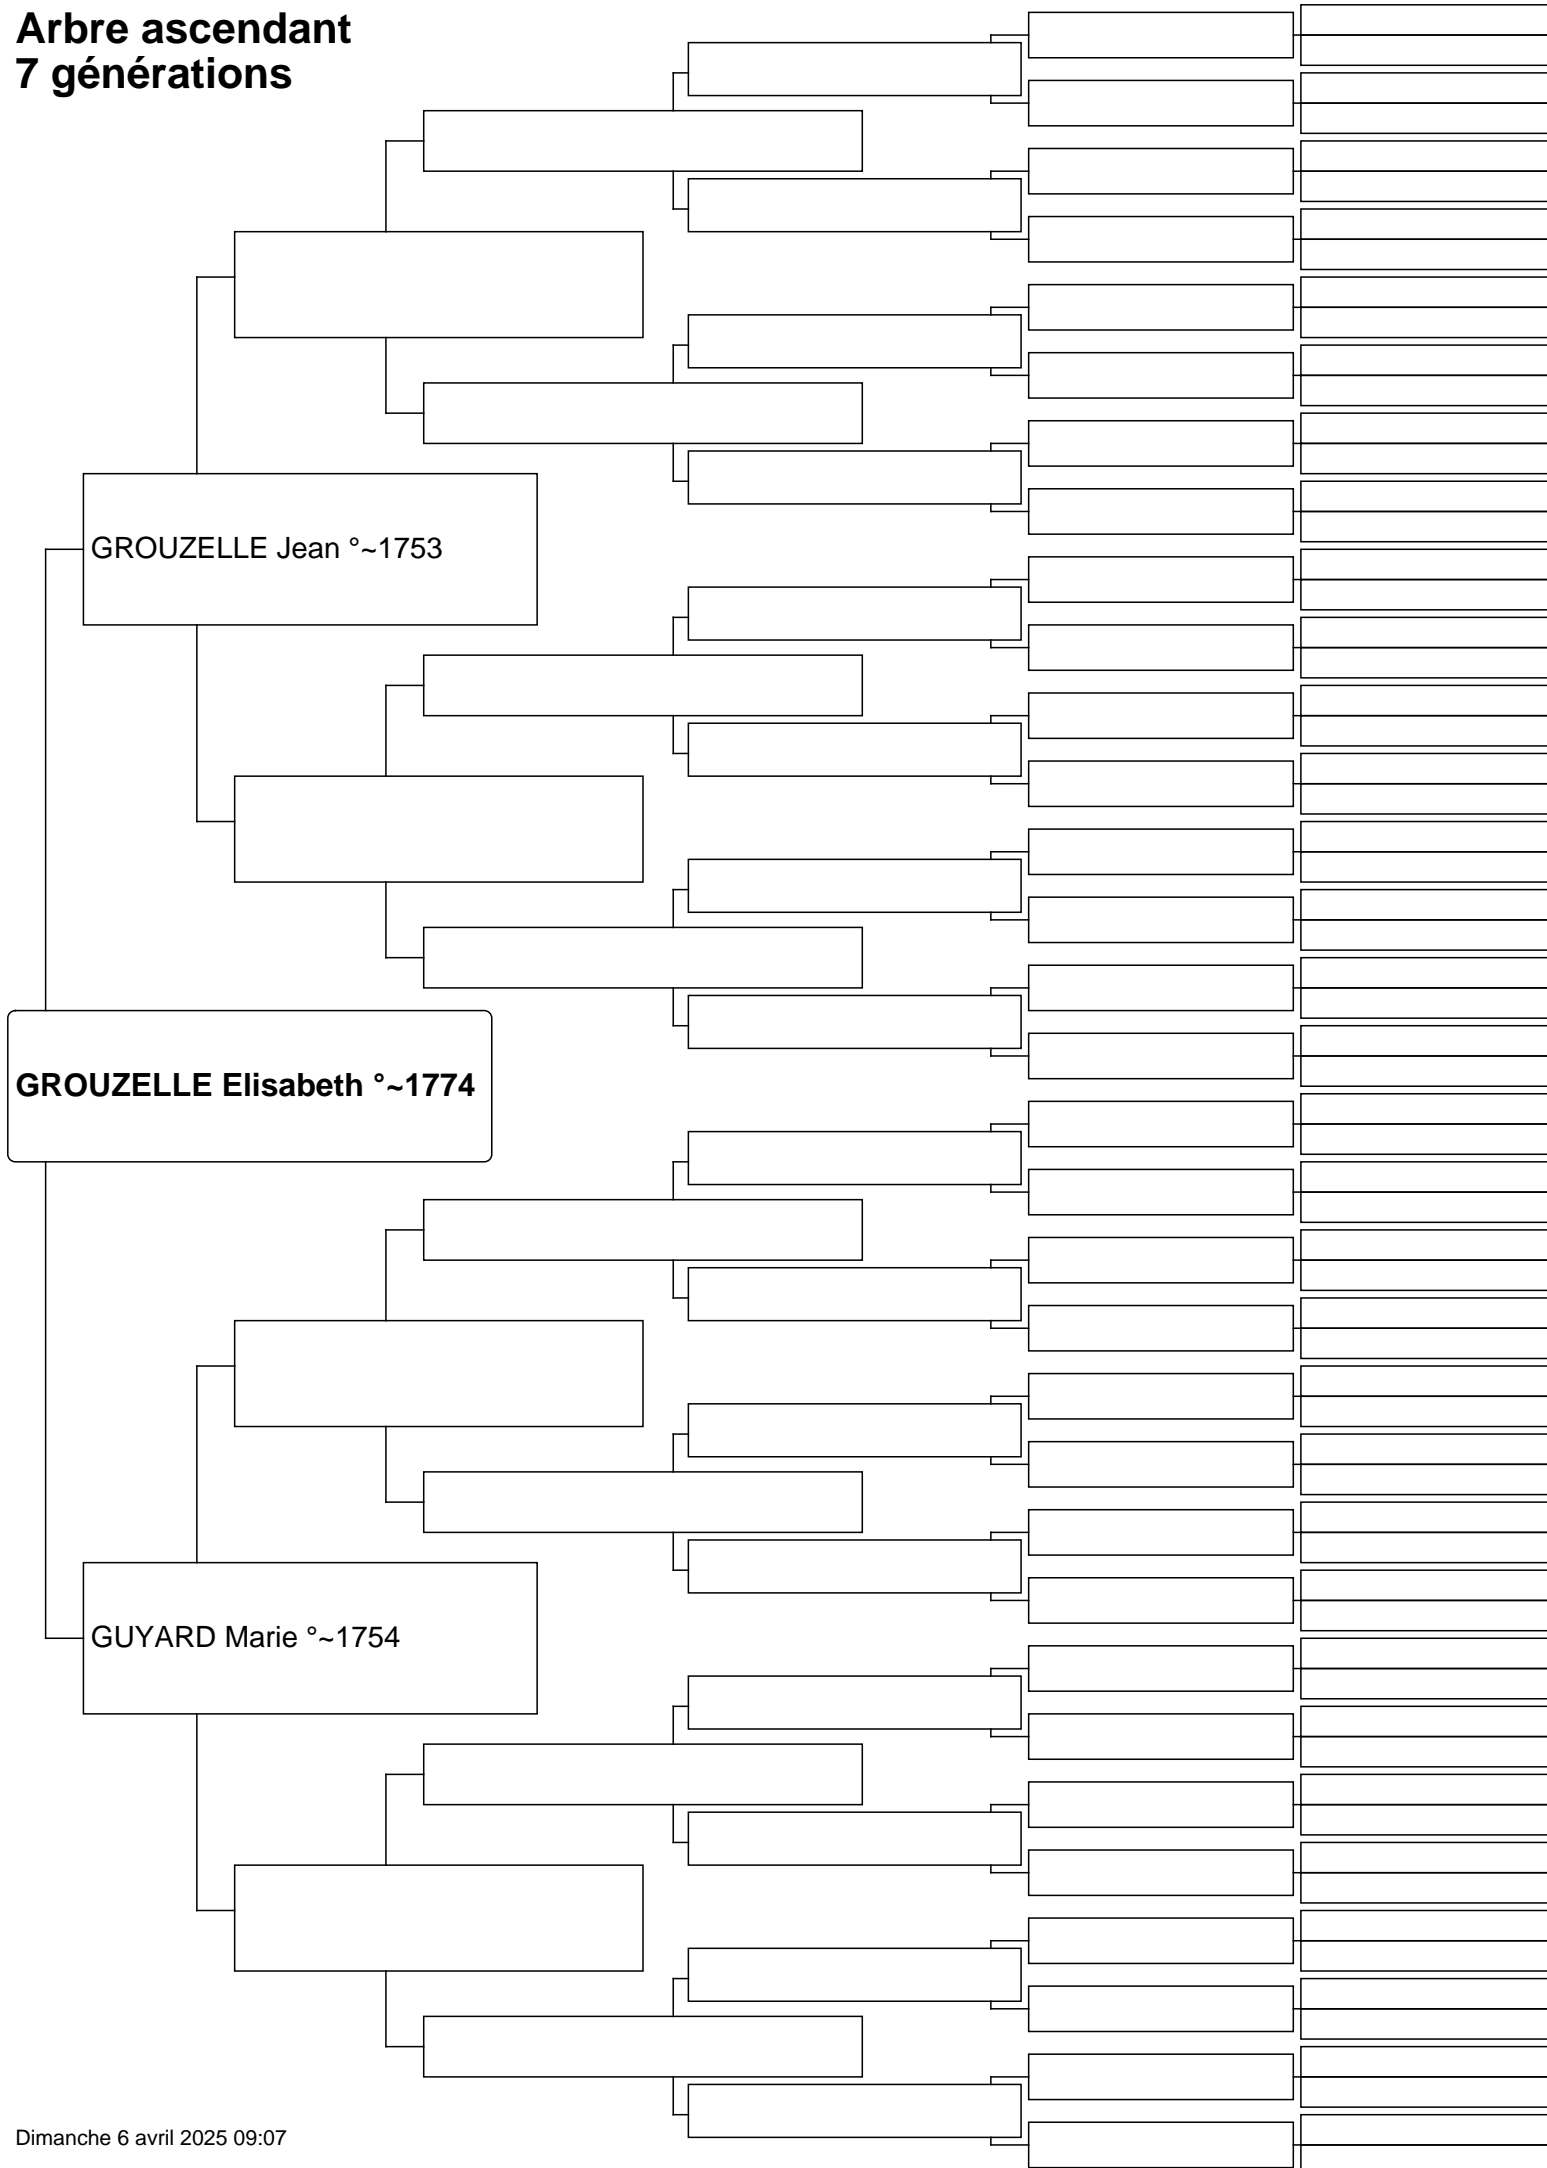 Arbre ascendant
7 générations
GROUZELLE Jean °~1753
GROUZELLE Elisabeth °~1774
GUYARD Marie °~1754
Dimanche 6 avril 2025 09:07